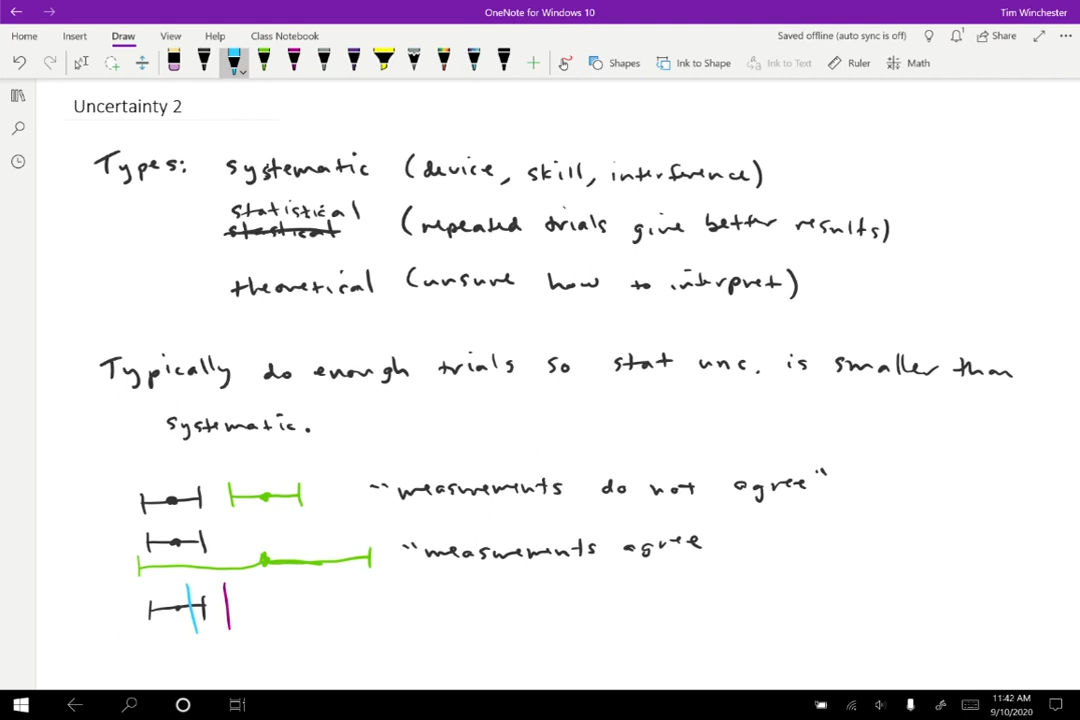 OneNote for Windows 10
Tim Winchester
Home Insert Draw View Help Class Notebook
Saved offline (auto sync is off) Share
Shapes Ink to Shape Ink to Text Ruler Math
Uncertainty 2
Types: systematic (device, skill, interference)
statistical
stastical (repeated trials give better results)
theoretical (unsure how to interpret)
Typically do enough trials so stat unc. is smaller than
systematic.
"measurements do not agree"
"measurements agree
11:42 AM
9/10/2020